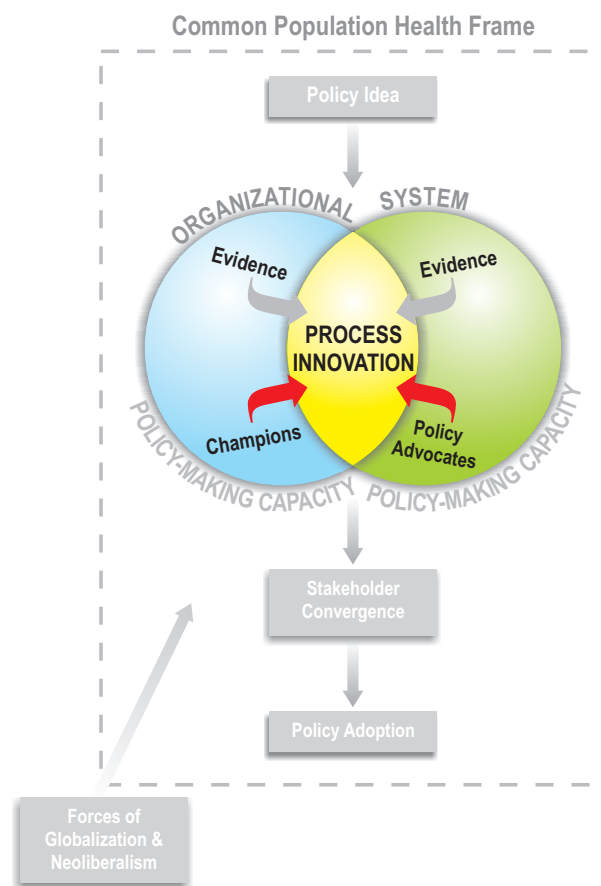 Common Population Health Frame
Policy Idea
ORGANIZATIONAL
SYSTEM
Evidence
Evidence
PROCESS
INNOVATION
Champions
Policy
Advocates
POLICY-MAKING CAPACITY
POLICY-MAKING CAPACITY
Stakeholder
Convergence
Policy Adoption
Forces of
Globalization &
Neoliberalism